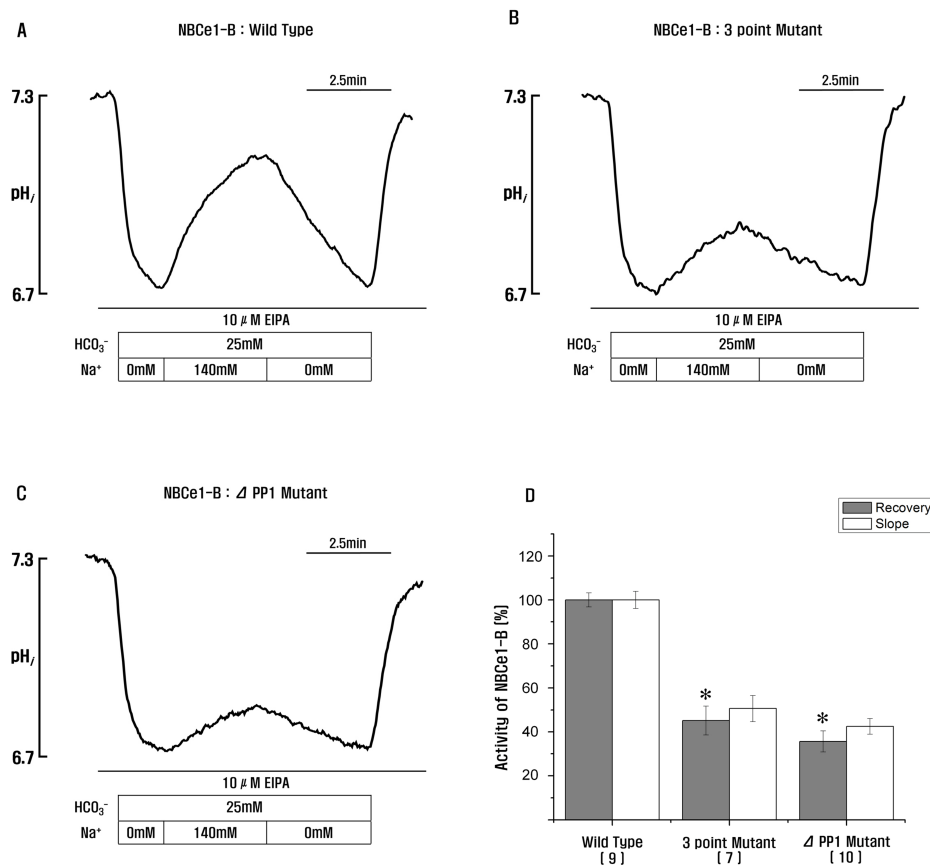 A
NBCe1-B : Wild Type
2.5min
7.3
pHi
6.7
10 μM EIPA
HCO₃⁻ 25mM
Na⁺ 0mM 140mM 0mM
B
NBCe1-B : 3 point Mutant
2.5min
7.3
pHi
6.7
10 μM EIPA
HCO₃⁻ 25mM
Na⁺ 0mM 140mM 0mM
C
NBCe1-B : Δ PP1 Mutant
2.5min
7.3
pHi
6.7
10 μM EIPA
HCO₃⁻ 25mM
Na⁺ 0mM 140mM 0mM
D
Recovery
Slope
Activity of NBCe1-B [%]
120
100
80
60
40
20
* *
Wild Type 3 point Mutant Δ PP1 Mutant
[ 9 ] [ 7 ] [ 10 ]